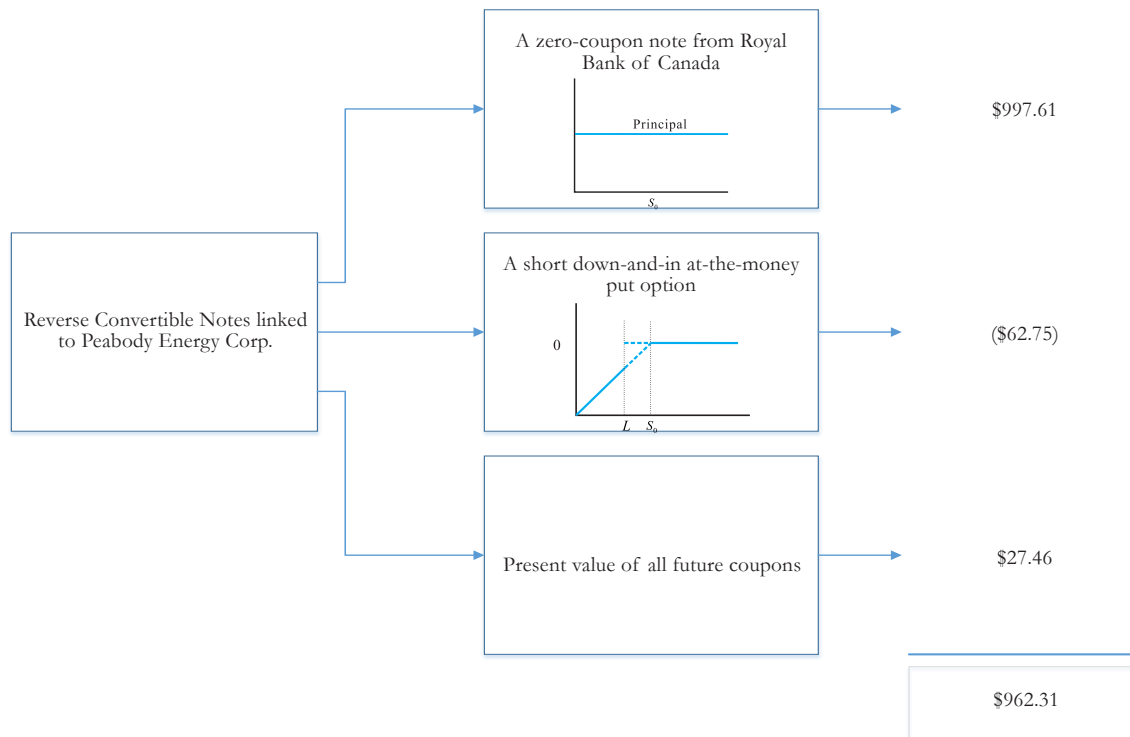 A zero-coupon note from Royal
Bank of Canada
Principal
S₀
$997.61
Reverse Convertible Notes linked
to Peabody Energy Corp.
A short down-and-in at-the-money
put option
0
L S₀
($62.75)
Present value of all future coupons
$27.46
$962.31